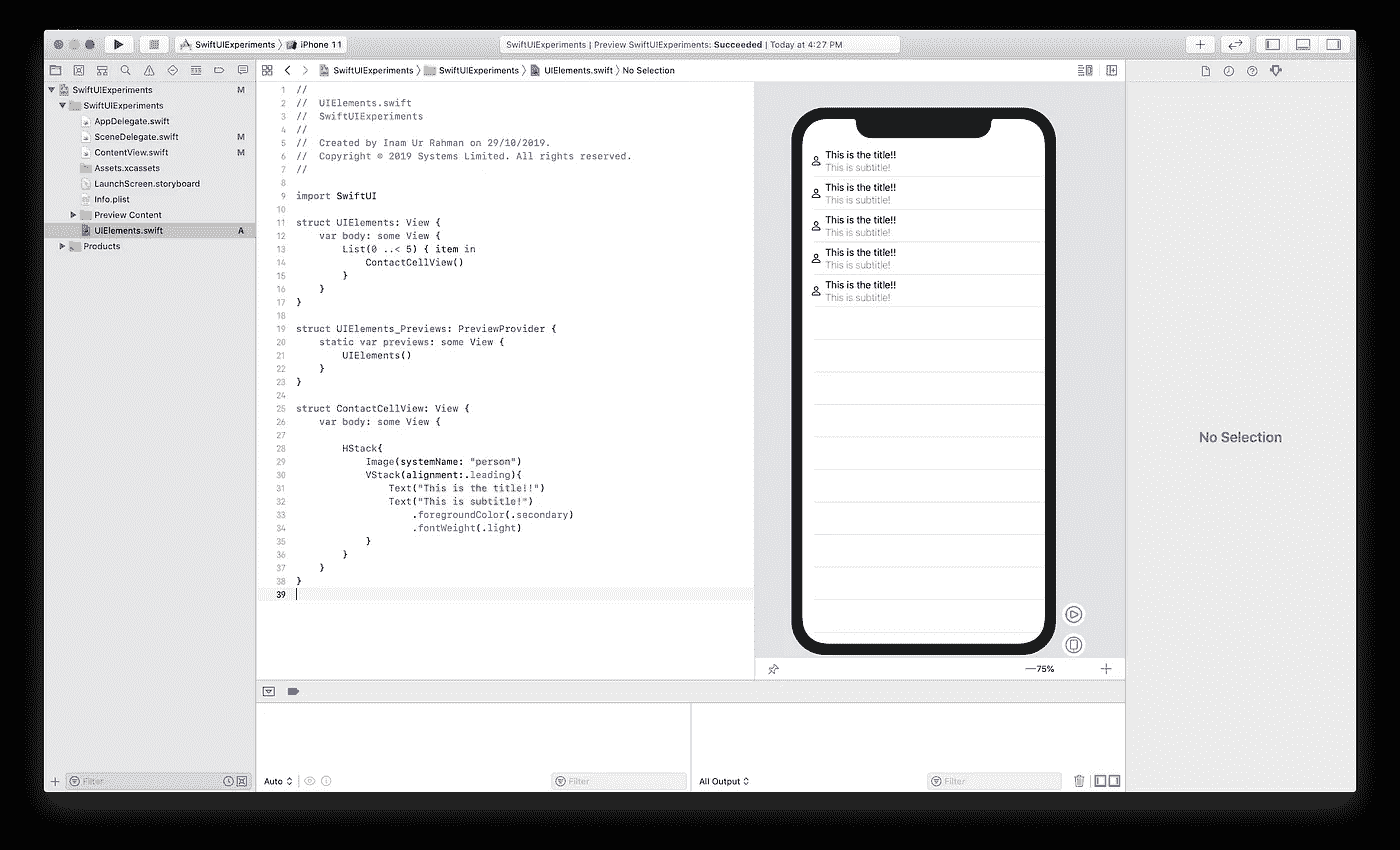 SwiftUIExperiments 〉 iPhone 11
SwiftUIExperiments | Preview SwiftUIExperiments: Succeeded | Today at 4:27 PM
SwiftUIExperiments 〉 SwiftUIExperiments 〉 UIElements.swift 〉 No Selection
SwiftUIExperiments M
SwiftUIExperiments
AppDelegate.swift
SceneDelegate.swift M
ContentView.swift M
Assets.xcassets
LaunchScreen.storyboard
Info.plist
Preview Content
UIElements.swift A
Products
Filter
1 //
2 //  UIElements.swift
3 //  SwiftUIExperiments
4 //
5 //  Created by Inam Ur Rahman on 29/10/2019.
6 //  Copyright © 2019 Systems Limited. All rights reserved.
7 //
8
9 import SwiftUI
10
11 struct UIElements: View {
12     var body: some View {
13         List(0 ..< 5) { item in
14             ContactCellView()
15         }
16     }
17 }
18
19 struct UIElements_Previews: PreviewProvider {
20     static var previews: some View {
21         UIElements()
22     }
23 }
24
25 struct ContactCellView: View {
26     var body: some View {
27
28         HStack{
29             Image(systemName: "person")
30             VStack(alignment:.leading){
31                 Text("This is the title!!")
32                 Text("This is subtitle!")
33                     .foregroundColor(.secondary)
34                     .fontWeight(.light)
35             }
36         }
37     }
38 }
39
This is the title!!
This is subtitle!
This is the title!!
This is subtitle!
This is the title!!
This is subtitle!
This is the title!!
This is subtitle!
This is the title!!
This is subtitle!
— 75% +
No Selection
Auto
Filter
All Output
Filter